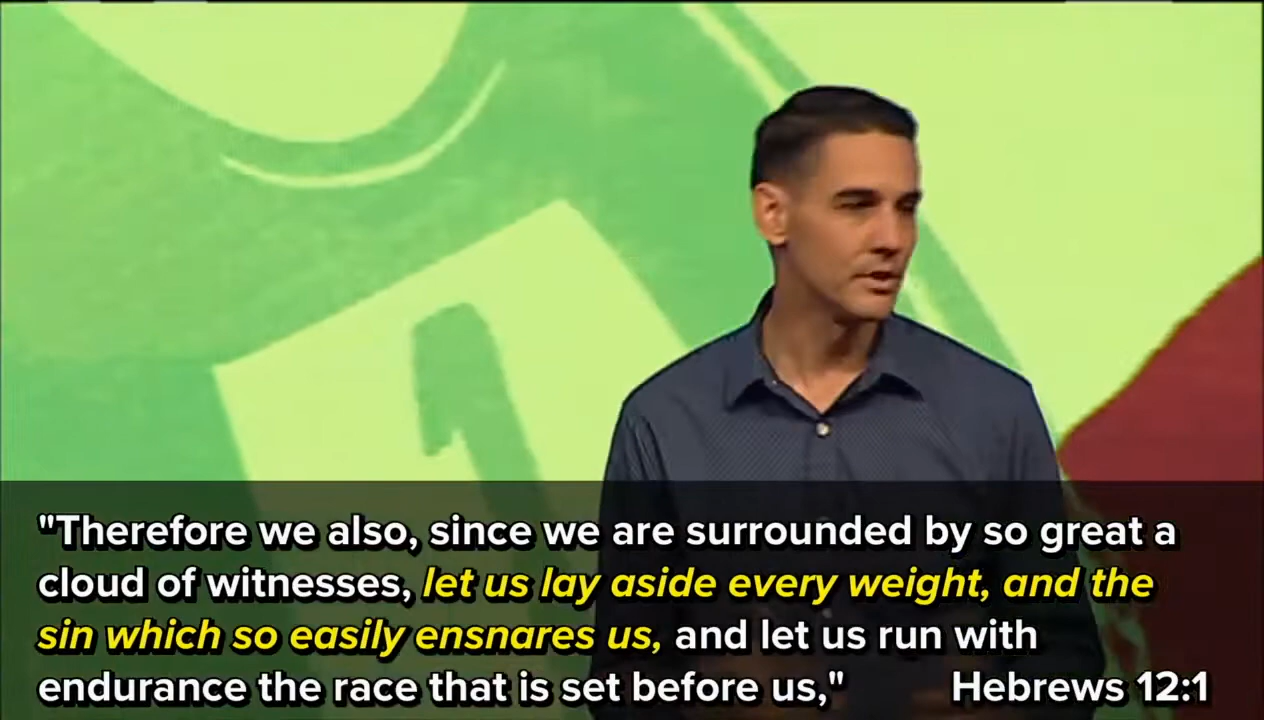 1
"Therefore we also, since we are surrounded by so great a
cloud of witnesses, let us lay aside every weight, and the
sin which so easily ensnares us, and let us run with
endurance the race that is set before us," Hebrews 12:1